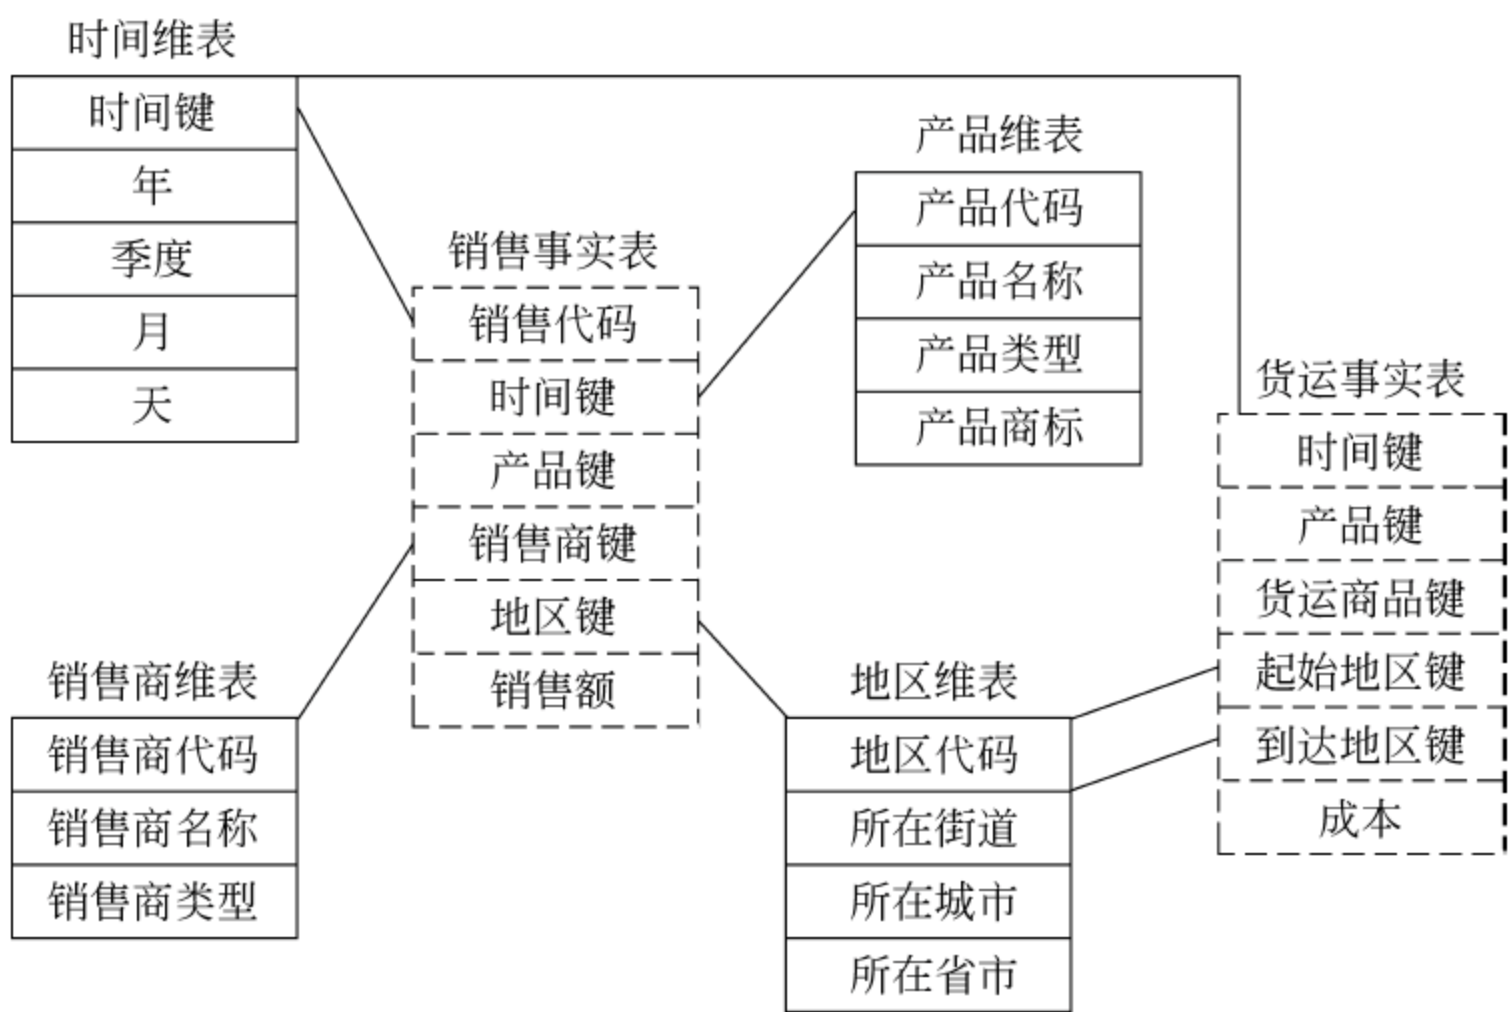 时间维表
时间键
年
季度
月
天
销售事实表
销售代码
时间键
产品键
销售商键
地区键
销售额
产品维表
产品代码
产品名称
产品类型
产品商标
货运事实表
时间键
产品键
货运商品键
起始地区键
到达地区键
成本
销售商维表
销售商代码
销售商名称
销售商类型
地区维表
地区代码
所在街道
所在城市
所在省市